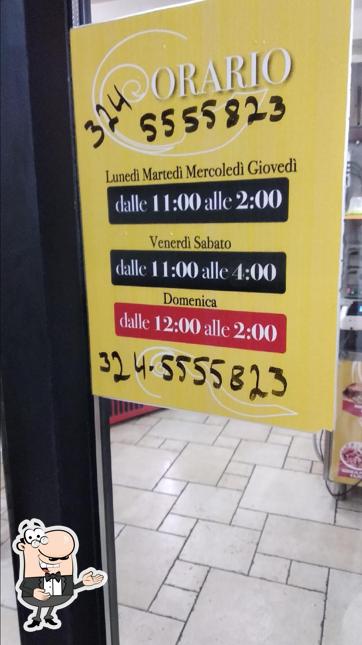 ORARIO
324 5555823
Lunedì Martedì Mercoledì Giovedì
dalle 11:00 alle 2:00
Venerdì Sabato
dalle 11:00 alle 4:00
Domenica
dalle 12:00 alle 2:00
324-5555823